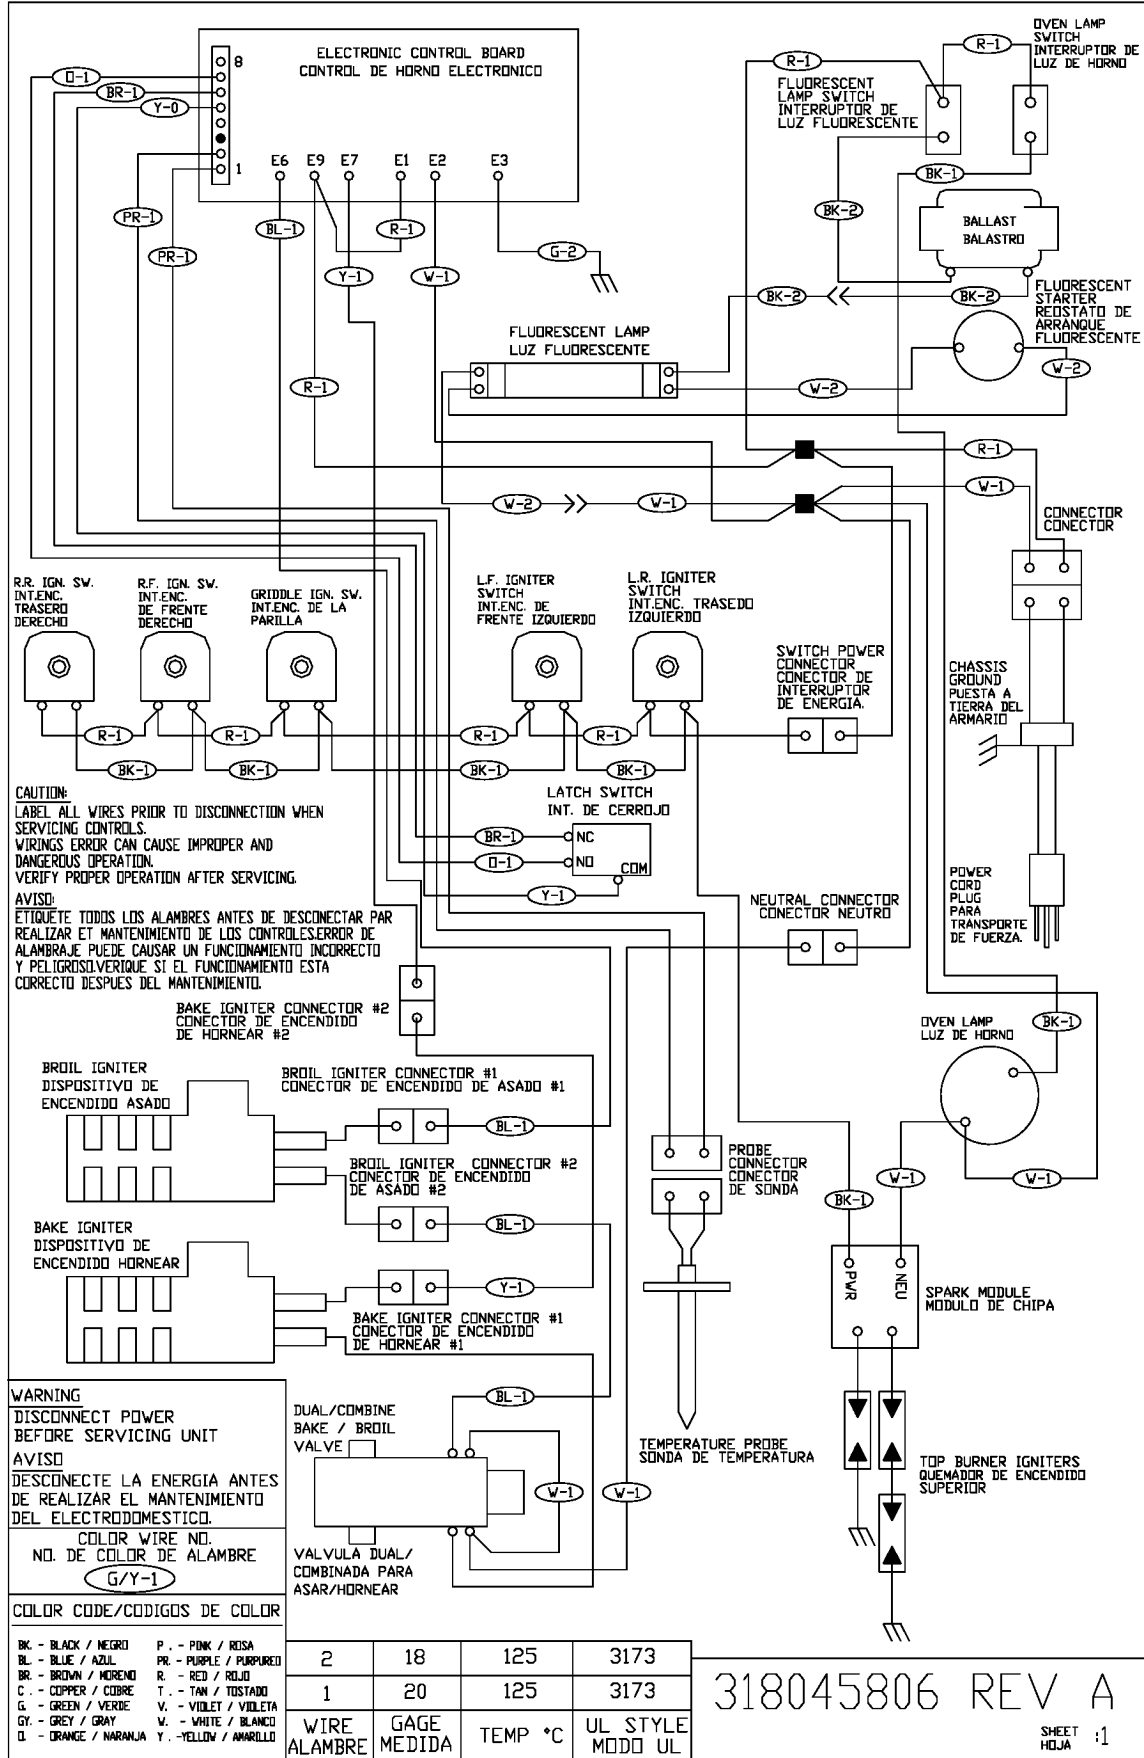 ELECTRONIC CONTROL BOARD
CONTROL DE HORNO ELECTRONICO
8
1
O-1
BR-1
Y-0
PR-1
PR-1
E6
E9
E7
E1
E2
E3
BL-1
R-1
Y-1
W-1
G-2
R-1
R-1
R-1
OVEN LAMP
SWITCH
INTERRUPTOR DE
LUZ DE HORNO
FLUORESCENT
LAMP SWITCH
INTERRUPTOR DE
LUZ FLUORESCENTE
BK-1
BK-2
BALLAST
BALASTRO
BK-2
BK-2
FLUORESCENT
STARTER
REOSTATO DE
ARRANQUE
FLUORESCENTE
FLUORESCENT LAMP
LUZ FLUORESCENTE
W-2
W-2
R-1
W-1
W-2
W-1
CONNECTOR
CONECTOR
R.R. IGN. SW.
INT.ENC.
TRASERO
DERECHO
R.F. IGN. SW.
INT.ENC.
DE FRENTE
DERECHO
GRIDDLE IGN. SW.
INT.ENC. DE LA
PARILLA
L.F. IGNITER
SWITCH
INT.ENC. DE
FRENTE IZQUIERDO
L.R. IGNITER
SWITCH
INT.ENC. TRASEDO
IZQUIERDO
SWITCH POWER
CONNECTOR
CONECTOR DE
INTERRUPTOR
DE ENERGIA.
CHASSIS
GROUND
PUESTA A
TIERRA DEL
ARMARIO
R-1
R-1
R-1
R-1
BK-1
BK-1
BK-1
BK-1
CAUTION:
LABEL ALL WIRES PRIOR TO DISCONNECTION WHEN
SERVICING CONTROLS.
WIRINGS ERROR CAN CAUSE IMPROPER AND
DANGEROUS OPERATION.
VERIFY PROPER OPERATION AFTER SERVICING.
AVISO:
ETIQUETE TODOS LOS ALAMBRES ANTES DE DESCONECTAR PAR
REALIZAR ET MANTENIMIENTO DE LOS CONTROLES.ERROR DE
ALAMBRAJE PUEDE CAUSAR UN FUNCIONAMIENTO INCORRECTO
Y PELIGROSO.VERIQUE SI EL FUNCIONAMIENTO ESTA
CORRECTO DESPUES DEL MANTENIMIENTO.
LATCH SWITCH
INT. DE CERROJO
BR-1
NC
O-1
NO
COM
Y-1
NEUTRAL CONNECTOR
CONECTOR NEUTRO
POWER
CORD
PLUG
PARA
TRANSPORTE
DE FUERZA.
BAKE IGNITER CONNECTOR #2
CONECTOR DE ENCENDIDO
DE HORNEAR #2
OVEN LAMP
LUZ DE HORNO
BK-1
BROIL IGNITER
DISPOSITIVO DE
ENCENDIDO ASADO
BROIL IGNITER CONNECTOR #1
CONECTOR DE ENCENDIDO DE ASADO #1
BL-1
BROIL IGNITER CONNECTOR #2
CONECTOR DE ENCENDIDO
DE ASADO #2
BL-1
PROBE
CONNECTOR
CONECTOR
DE SONDA
BK-1
W-1
W-1
BAKE IGNITER
DISPOSITIVO DE
ENCENDIDO HORNEAR
Y-1
BAKE IGNITER CONNECTOR #1
CONECTOR DE ENCENDIDO
DE HORNEAR #1
PWR
NEU
SPARK MODULE
MODULO DE CHIPA
WARNING
DISCONNECT POWER
BEFORE SERVICING UNIT
AVISO
DESCONECTE LA ENERGIA ANTES
DE REALIZAR EL MANTENIMIENTO
DEL ELECTRODOMESTICO.
COLOR WIRE NO.
NO. DE COLOR DE ALAMBRE
G/Y-1
DUAL/COMBINE
BAKE / BROIL
VALVE
BL-1
W-1
W-1
VALVULA DUAL/
COMBINADA PARA
ASAR/HORNEAR
TEMPERATURE PROBE
SONDA DE TEMPERATURA
TOP BURNER IGNITERS
QUEMADOR DE ENCENDIDO
SUPERIOR
COLOR CODE/CODIGOS DE COLOR
BK. - BLACK / NEGRO P . - PINK / ROSA
BL. - BLUE / AZUL PR. - PURPLE / PURPUREO
BR. - BROWN / MORENO R. - RED / ROJO
C . - COPPER / COBRE T . - TAN / TOSTADO
G. - GREEN / VERDE V. - VIOLET / VIOLETA
GY. - GREY / GRAY W. - WHITE / BLANCO
O. - ORANGE / NARANJA Y . -YELLOW / AMARILLO
2 18 125 3173
1 20 125 3173
WIRE GAGE TEMP °C UL STYLE
ALAMBRE MEDIDA MODO UL
318045806 REV A
SHEET :1
HOJA